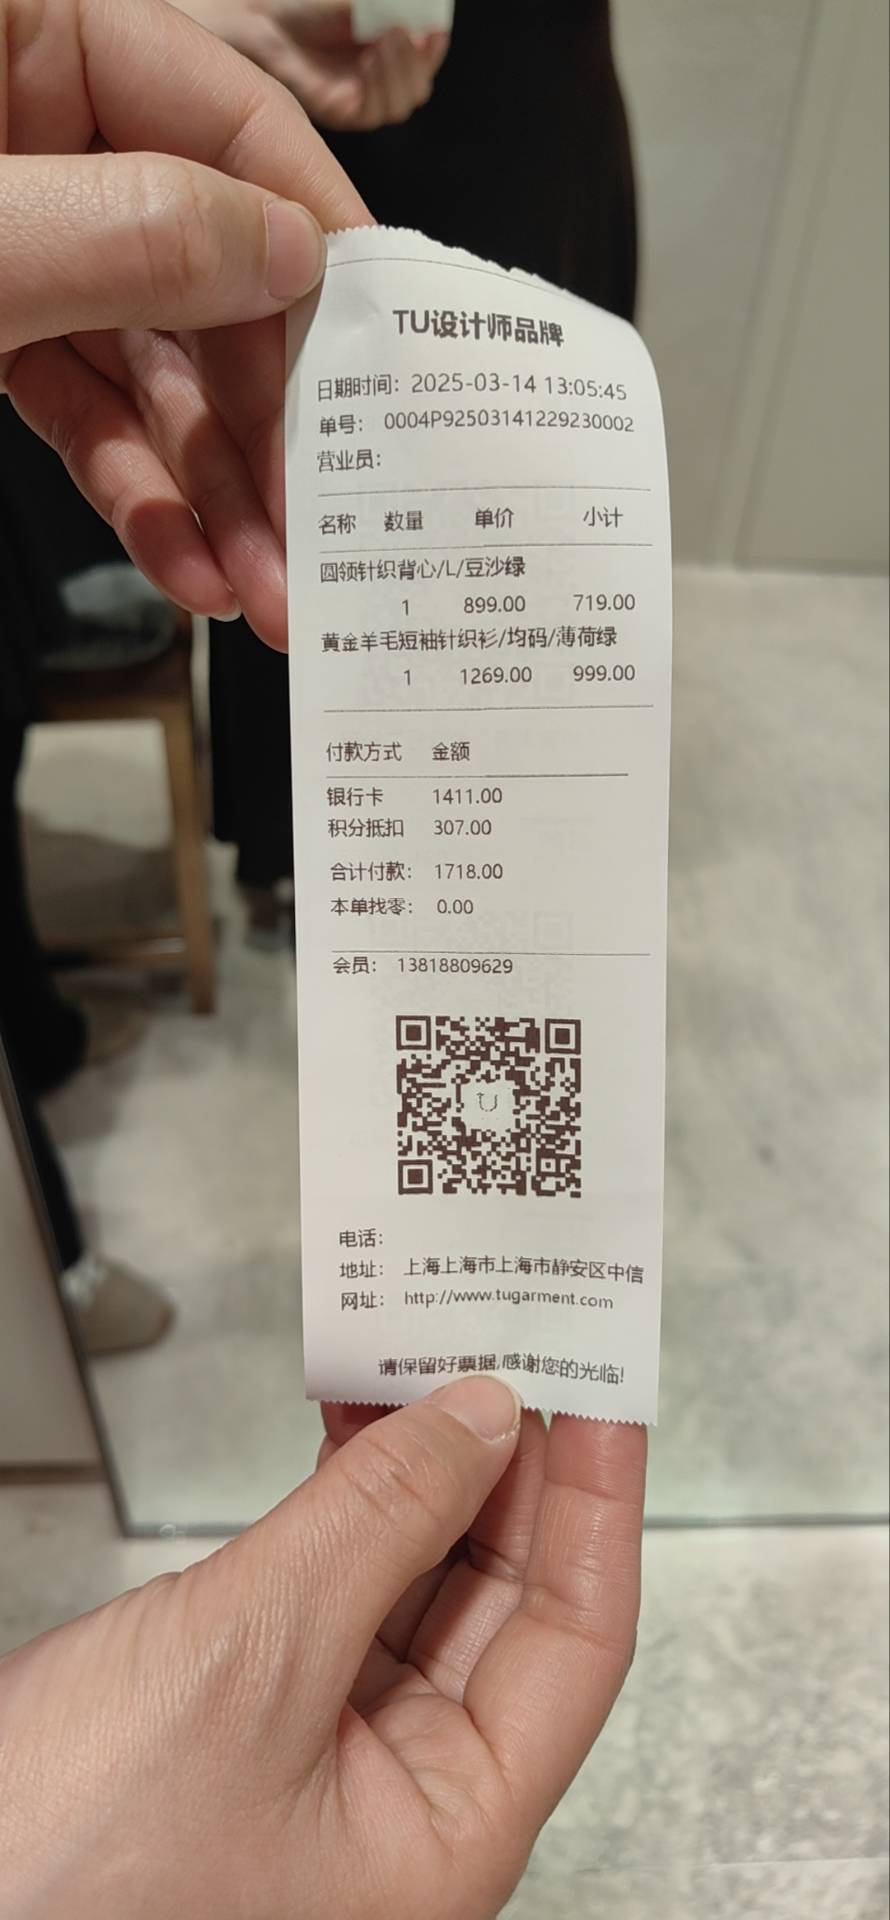 TU设计师品牌
日期时间: 2025-03-14 13:05:45
单号: 0004P92503141229230002
营业员:
名称 数量 单价 小计
圆领针织背心/L/豆沙绿
1 899.00 719.00
黄金羊毛短袖针织衫/均码/薄荷绿
1 1269.00 999.00
付款方式 金额
银行卡 1411.00
积分抵扣 307.00
合计付款: 1718.00
本单找零: 0.00
会员: 13818809629
电话:
地址: 上海上海市上海市静安区中信
网址: http://www.tugarment.com
请保留好票据,感谢您的光临!